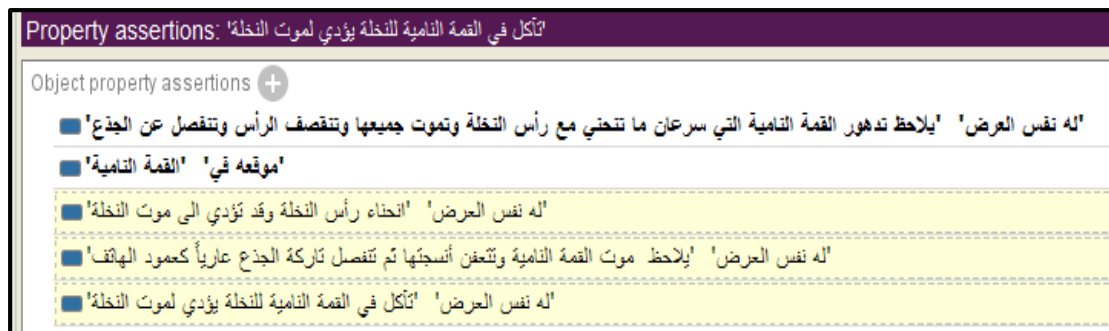 Property assertions: 'تآكل في القمة النامية للنخلة يؤدي لموت النخلة'
Object property assertions
'له نفس العرض' 'يلاحظ تدهور القمة النامية التي سرعان ما تنحني مع رأس النخلة وتموت جميعها وتنقصف الرأس وتنفصل عن الجذع'
'موقعه في' 'القمة النامية'
'له نفس العرض' 'انحناء رأس النخلة وقد تؤدي الى موت النخلة'
'له نفس العرض' 'يلاحظ موت القمة النامية وتتعفن أنسجتها ثم تنفصل تاركة الجذع عارياً كعمود الهاتف'
'له نفس العرض' 'تآكل في القمة النامية للنخلة يؤدي لموت النخلة'